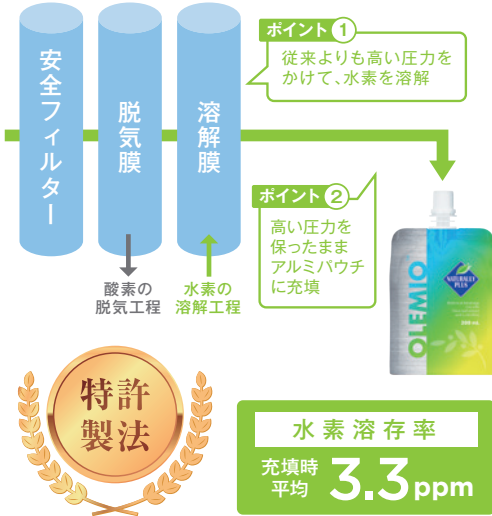 安全フィルター
脱気膜
溶解膜
ポイント 1
従来よりも高い圧力を
かけて、水素を溶解
ポイント 2
高い圧力を
保ったまま
アルミパウチ
に充填
酸素の
脱気工程
水素の
溶解工程
OLEMIO
NATURALLY
PLUS
特許
製法
水素溶存率
充填時
平均
3.3 ppm